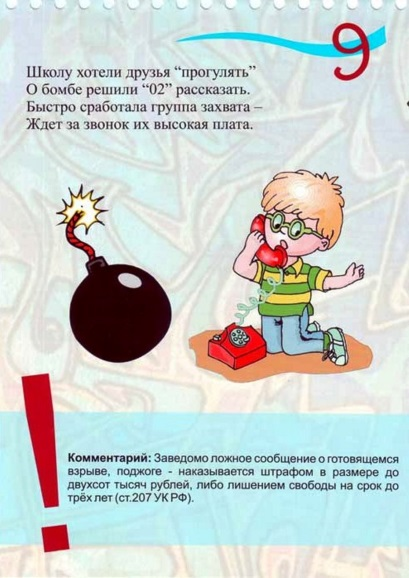 9
Школу хотели друзья “прогулять”
О бомбе решили “02” рассказать.
Быстро сработала группа захвата –
Ждет за звонок их высокая плата.
!
Комментарий: Заведомо ложное сообщение о готовящемся
взрыве, поджоге - наказывается штрафом в размере до
двухсот тысяч рублей, либо лишением свободы на срок до
трёх лет (ст.207 УК РФ).